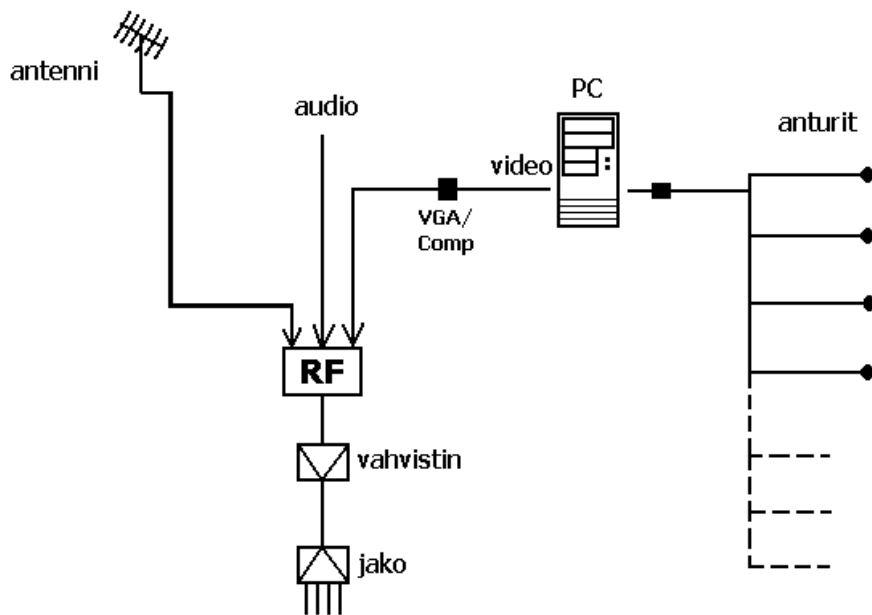 antenni
audio
PC
anturit
video
VGA/
Comp
RF
vahvistin
jako